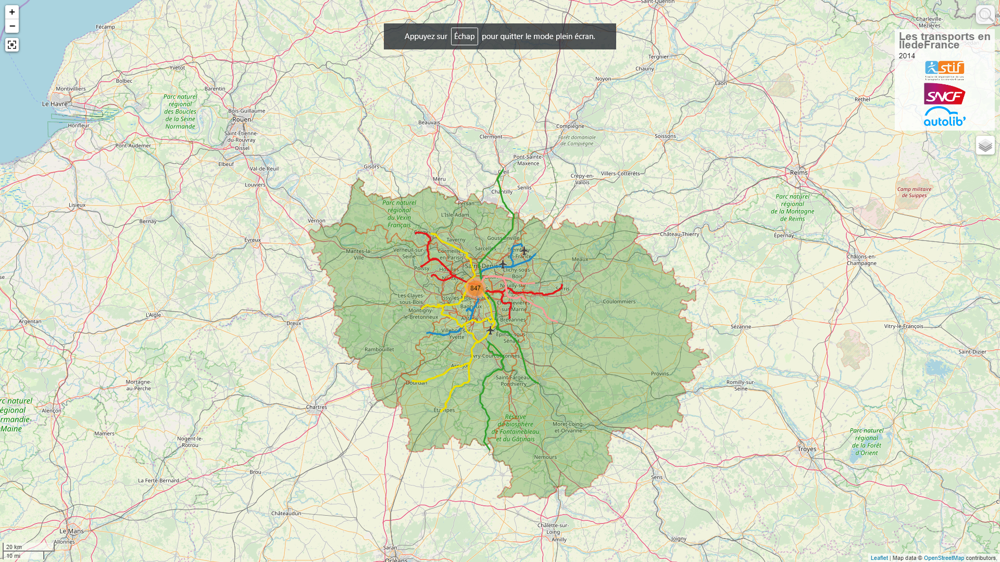 +
−
Appuyez sur Échap pour quitter le mode plein écran.
Les transports en
IledeFrance
2014
stif
SNCF
autolib'
Saint-Quentin
Charleville-
Mézières
Sedan
Fécamp
Tergnier
Chauny
Yvetot
Noyon
Bolbec
Laon
Barentin
Montivilliers
Rethel
Le Havre
Parc naturel
régional
des Boucles
de la Seine
Normande
Bois-Guillaume
Rouen
Beauvais
Compiègne
Honfleur
Saint-Étienne-
du-Rouvray
Oissel
Clermont
Forêt domaniale
de Compiègne
Soissons
Pont-Audemer
Pont-Sainte-
Maxence
Elbeuf
Val-de-Reuil
Gisors
Creil
Reims
Villers-Cotterêts
Méru
Crépy-en-
Valois
Louviers
Senlis
Chantilly
Camp militaire
de Suippes
Lisieux
Parc naturel
régional
du Vexin
Français
Persan
Parc naturel
régional
de la Montagne
de Reims
L'Isle-Adam
Vernon
Bernay
Cergy
Château-Thierry
Épernay
Évreux
Taverny
Goussainville
Mantes-la-
Ville
Verneuil-sur-
Seine
Cormeilles-
en-Parisis
Sarcelles
Tremblay-
en-France
Meaux
Châlons-en-
Champagne
Poissy
Houilles
Saint-Denis
Clichy-sous-
Bois
Nanterre
847
Neuilly-sur-
Marne
Serris
Les Clayes-
sous-Bois
Issy-les-Moulineaux
Chennevières-
sur-Marne
Coulommiers
Bagneux
Montigny-
le-Bretonneux
L'Aigle
Antony
Limeil-Brévannes
Argentan
Dreux
Sézanne
Vitry-le-François
Villebon-sur-
Yvette
Épinay-sous-
Sénart
Rambouillet
Évry-Courcouronnes
Saint-Dizier
Arpajon
Provins
Mortagne-
au-Perche
Dourdan
Saint-Fargeau-
Ponthierry
Romilly-sur-
Seine
Parc naturel
régional
Normandie-
Maine
Alençon
Chartres
Étampes
Réserve
de biosphère
de Fontainebleau
et du Gâtinais
Moret-Loing-
et-Orvanne
Mamers
Nogent-le-
Rotrou
Parc naturel
régional
de la Forêt
d'Orient
Troyes
Nemours
Brou
La Ferté-Bernard
Sens
Châteaudun
Le Mans
Allonnes
Châlette-sur-
Loing
Amilly
Joigny
Saran
Orléans
20 km
10 mi
Leaflet | Map data © OpenStreetMap contributors,